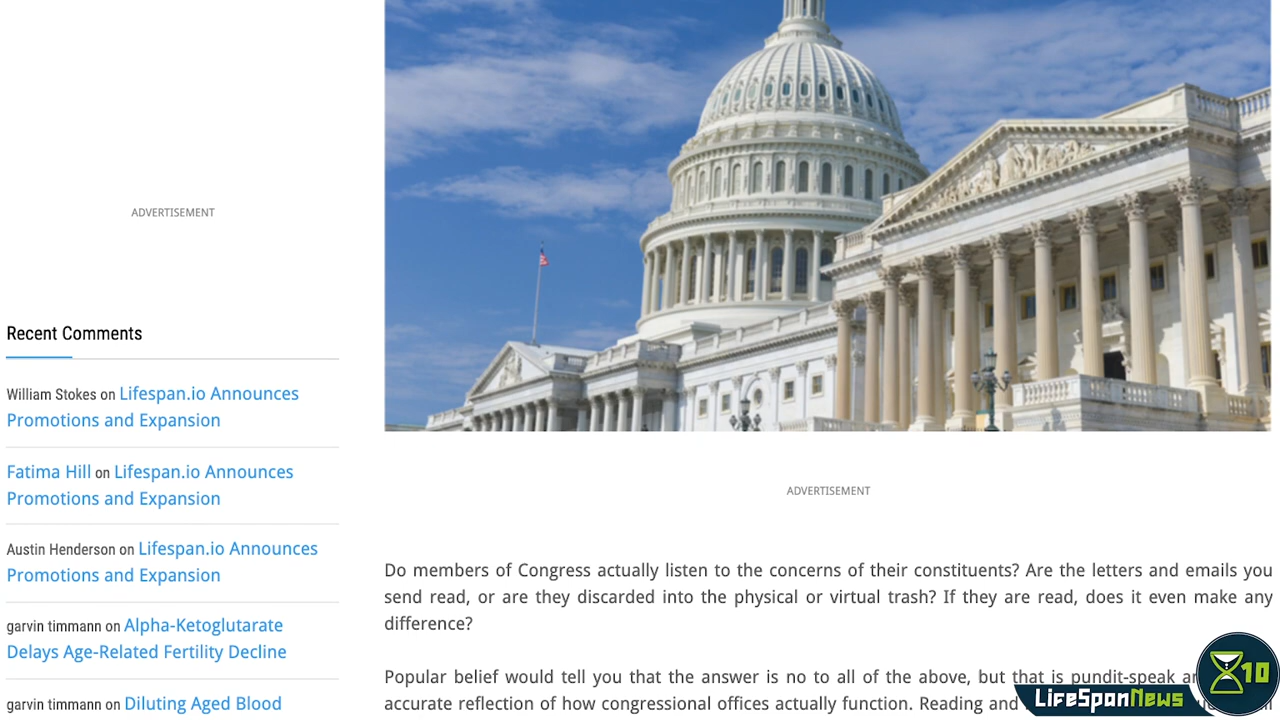 ADVERTISEMENT
Recent Comments
William Stokes on Lifespan.io Announces
Promotions and Expansion
Fatima Hill on Lifespan.io Announces
Promotions and Expansion
Austin Henderson on Lifespan.io Announces
Promotions and Expansion
garvin timmann on Alpha-Ketoglutarate
Delays Age-Related Fertility Decline
garvin timmann on Diluting Aged Blood
ADVERTISEMENT
Do members of Congress actually listen to the concerns of their constituents? Are the letters and emails you
send read, or are they discarded into the physical or virtual trash? If they are read, does it even make any
difference?
Popular belief would tell you that the answer is no to all of the above, but that is pundit-speak
accurate reflection of how congressional offices actually function. Reading and
LifeSpanNews
10